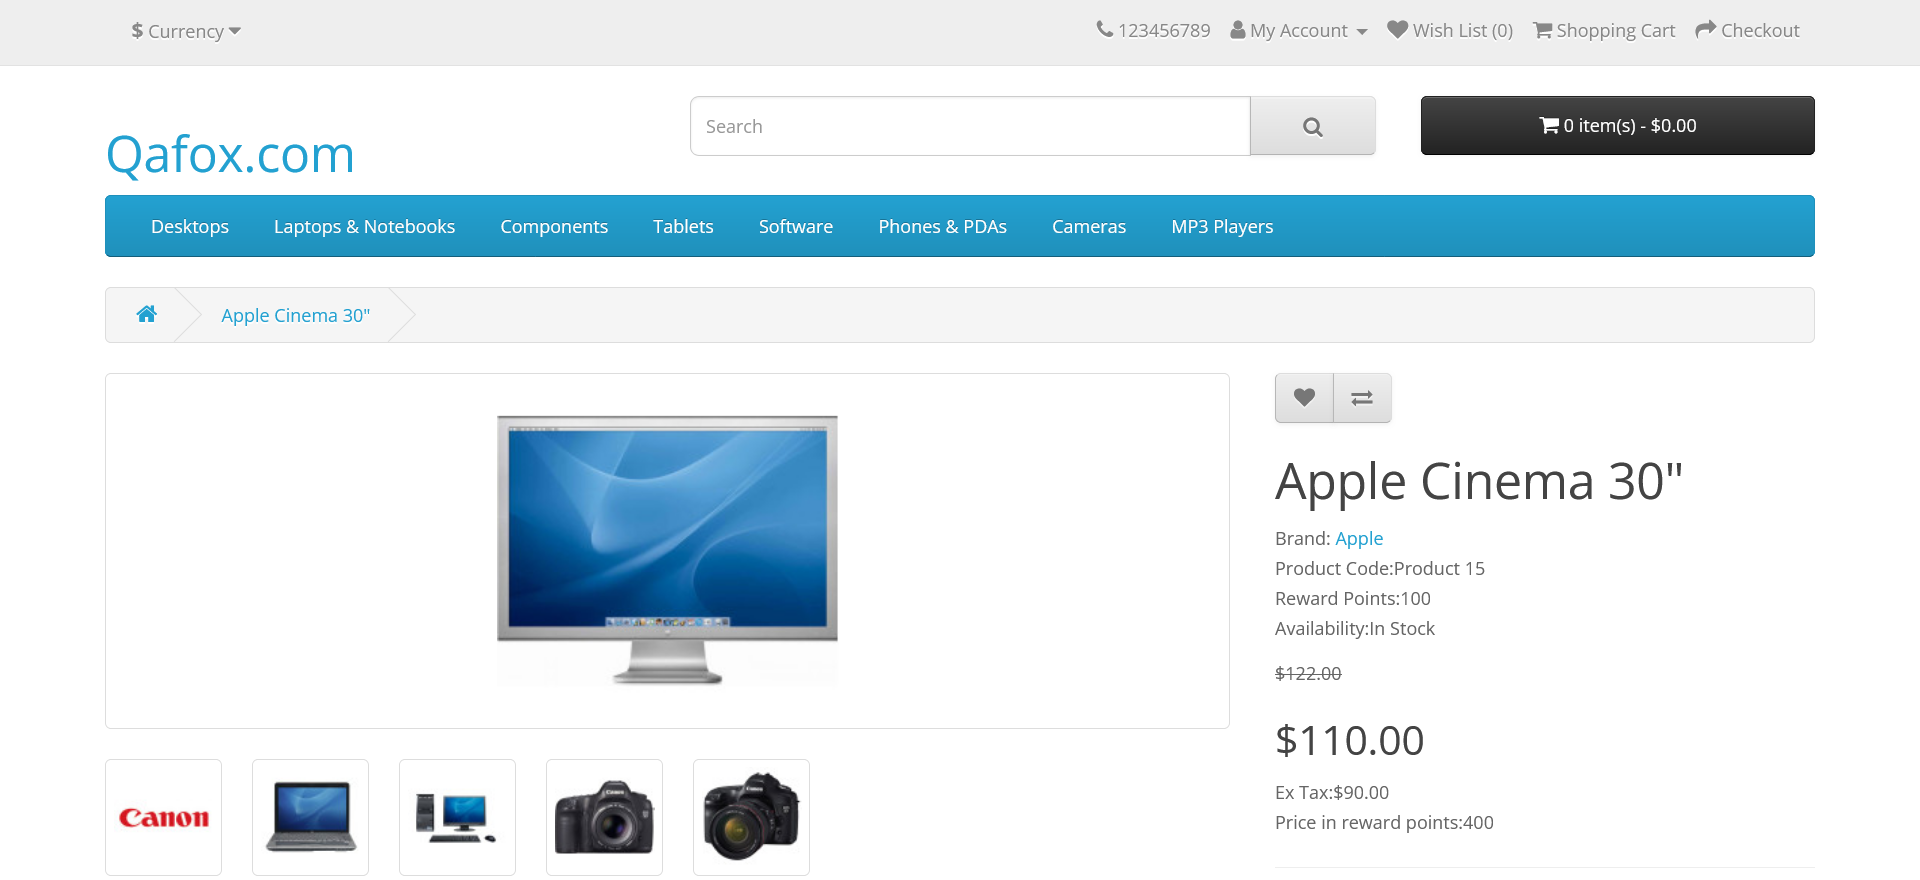 $ Currency
123456789 My Account Wish List (0) Shopping Cart Checkout
Qafox.com
Search
0 item(s) - $0.00
Desktops Laptops & Notebooks Components Tablets Software Phones & PDAs Cameras MP3 Players
Apple Cinema 30"
Apple Cinema 30"
Brand: Apple
Product Code:Product 15
Reward Points:100
Availability:In Stock
$122.00
$110.00
Ex Tax:$90.00
Price in reward points:400
Canon
Canon